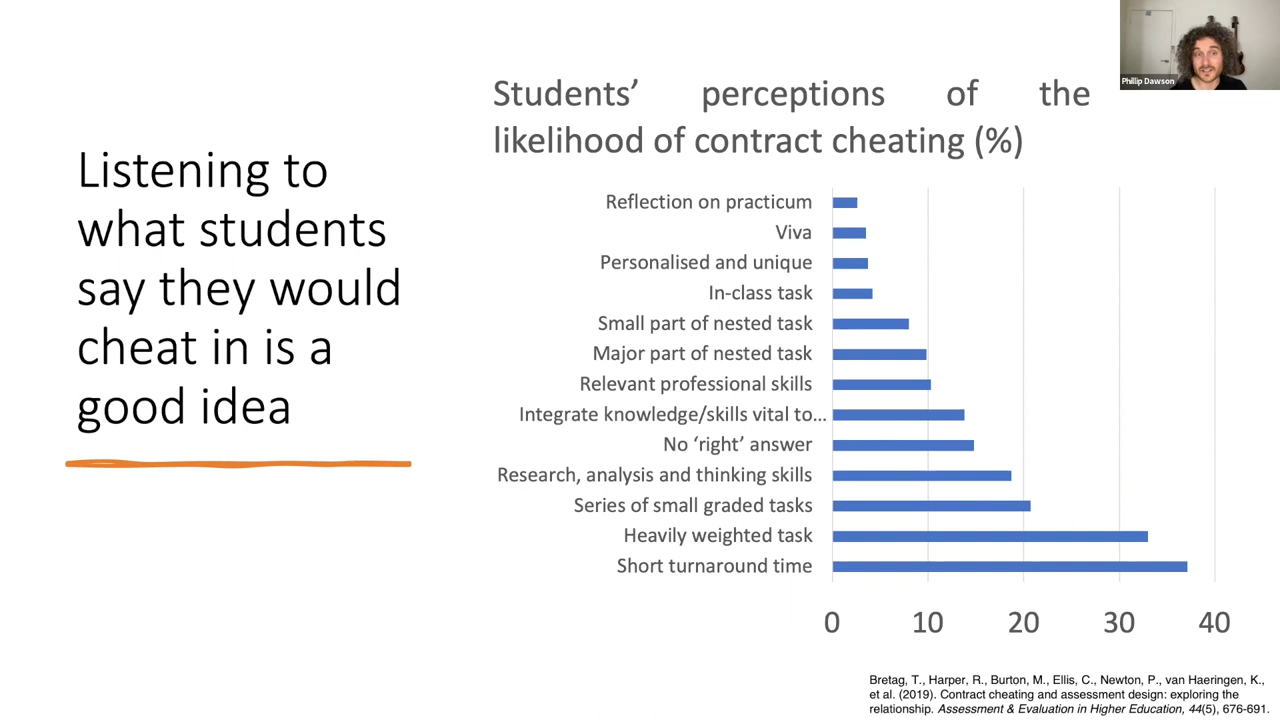 Phillip Dawson
Students’ perceptions of the
likelihood of contract cheating (%)
Listening to
what students
say they would
cheat in is a
good idea
Reflection on practicum
Viva
Personalised and unique
In-class task
Small part of nested task
Major part of nested task
Relevant professional skills
Integrate knowledge/skills vital to...
No ‘right’ answer
Research, analysis and thinking skills
Series of small graded tasks
Heavily weighted task
Short turnaround time
0 10 20 30 40
Bretag, T., Harper, R., Burton, M., Ellis, C., Newton, P., van Haeringen, K.,
et al. (2019). Contract cheating and assessment design: exploring the
relationship. Assessment & Evaluation in Higher Education, 44(5), 676-691.